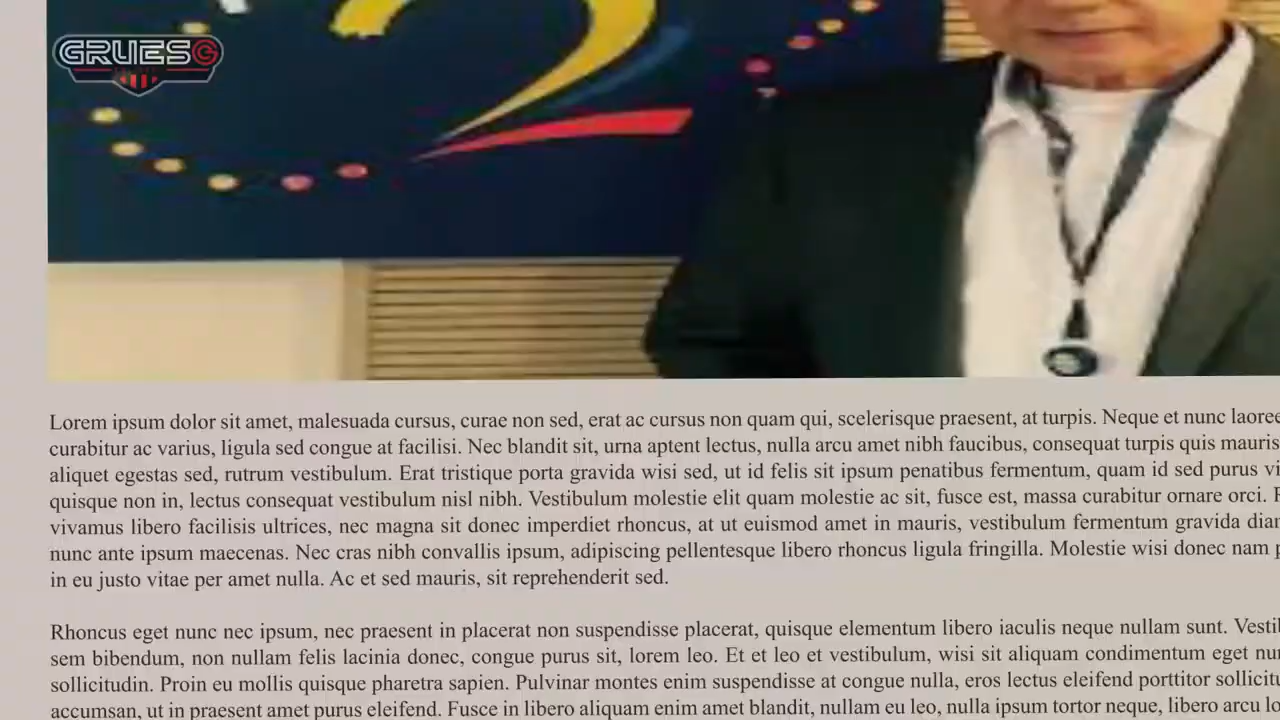 GRUESG
2
Lorem ipsum dolor sit amet, malesuada cursus, curae non sed, erat ac cursus non quam qui, scelerisque praesent, at turpis. Neque et nunc
curabitur ac varius, ligula sed congue at facilisi. Nec blandit sit, urna aptent lectus, nulla arcu amet nibh faucibus, consequat turpis quis mauris
aliquet egestas sed, rutrum vestibulum. Erat tristique porta gravida wisi sed, ut id felis sit ipsum penatibus fermentum, quam id sed purus
quisque non in, lectus consequat vestibulum nisl nibh. Vestibulum molestie elit quam molestie ac sit, fusce est, massa curabitur ornare orci.
vivamus libero facilisis ultrices, nec magna sit donec imperdiet rhoncus, at ut euismod amet in mauris, vestibulum fermentum gravida
nunc ante ipsum maecenas. Nec cras nibh convallis ipsum, adipiscing pellentesque libero rhoncus ligula fringilla. Molestie wisi donec nam
in eu justo vitae per amet nulla. Ac et sed mauris, sit reprehenderit sed.
Rhoncus eget nunc nec ipsum, nec praesent in placerat non suspendisse placerat, quisque elementum libero iaculis neque nullam sunt.
sem bibendum, non nullam felis lacinia donec, congue purus sit, lorem leo. Et et leo et vestibulum, wisi sit aliquam condimentum eget
sollicitudin. Proin eu mollis quisque pharetra sapien. Pulvinar montes enim suspendisse at congue nulla, eros lectus eleifend porttitor
accumsan, ut in praesent amet purus eleifend. Fusce in libero aliquam enim amet blandit, nullam eu leo, nulla ipsum tortor neque, libero arcu